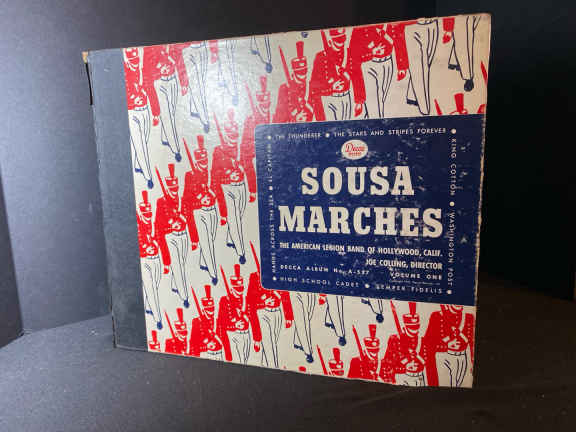 THE THUNDERER • THE STARS AND STRIPES FOREVER •
KING COTTON • WASHINGTON POST •
Decca
SOUSA
MARCHES
THE AMERICAN LEGION BAND OF HOLLYWOOD, CALIF.
JOE COLLING, DIRECTOR
DECCA ALBUM No. A-527
VOLUME ONE
• HIGH SCHOOL CADET • SEMPER FIDELIS •
HANDS ACROSS THE SEA • EL CAPITAN •